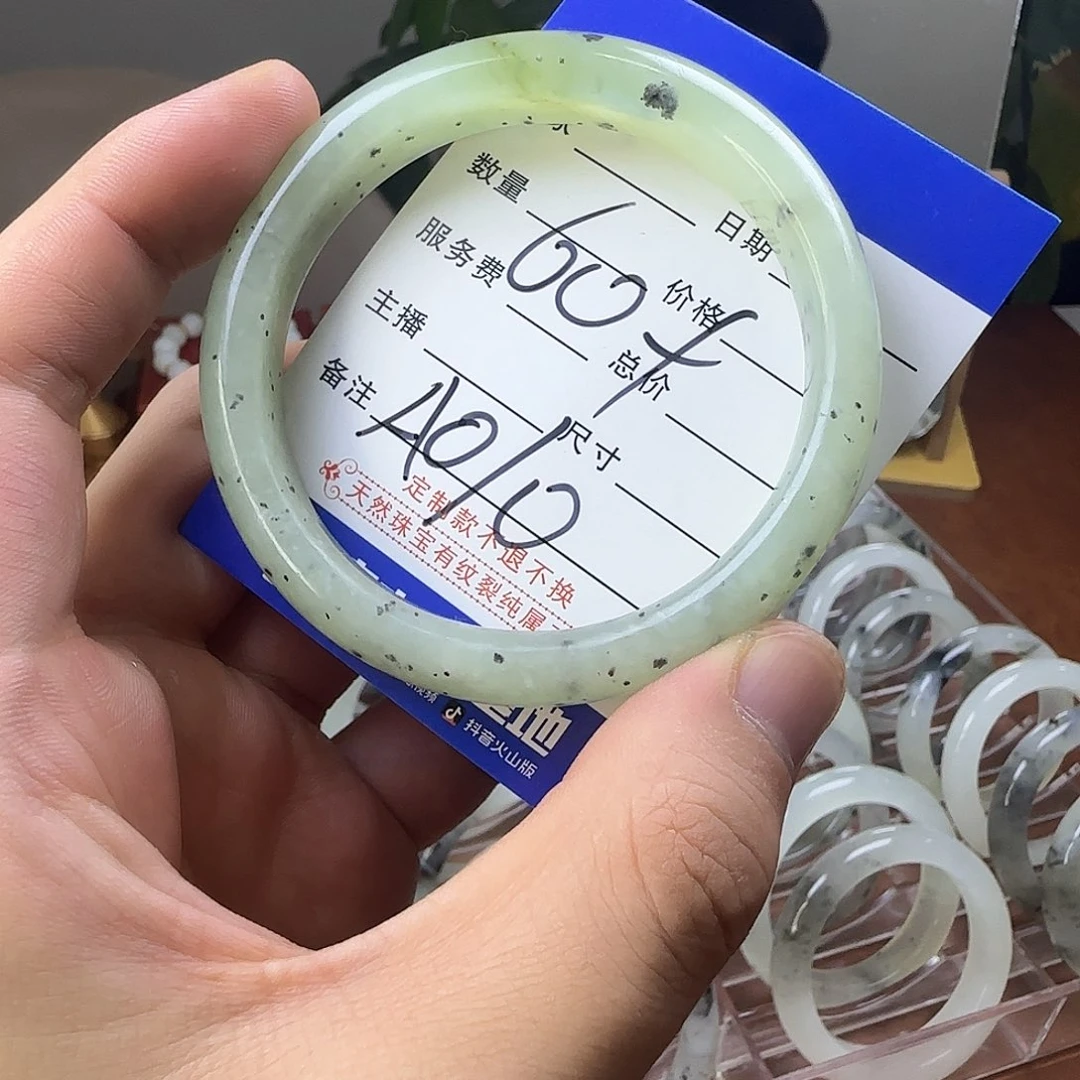 数量
日期
服务费
价格
60+
主播
总价
备注
尺寸
A010
定制款不退不换
天然珠宝有纹裂纯属
抖音火山版